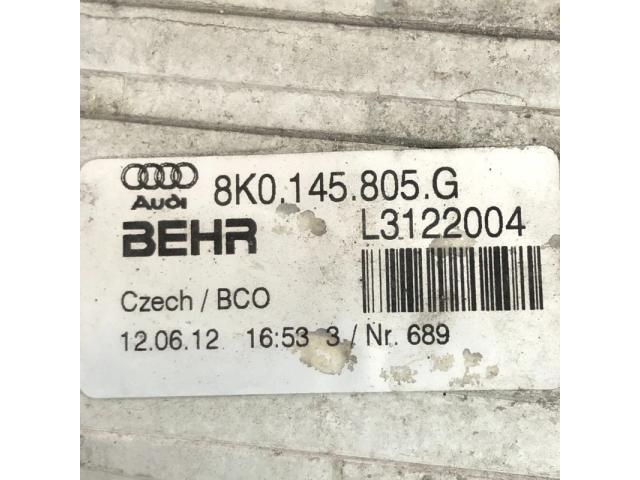 8K0.145.805.G
Audi
BEHR L3122004
Czech / BCO
12.06.12 16:53 3 / Nr. 689